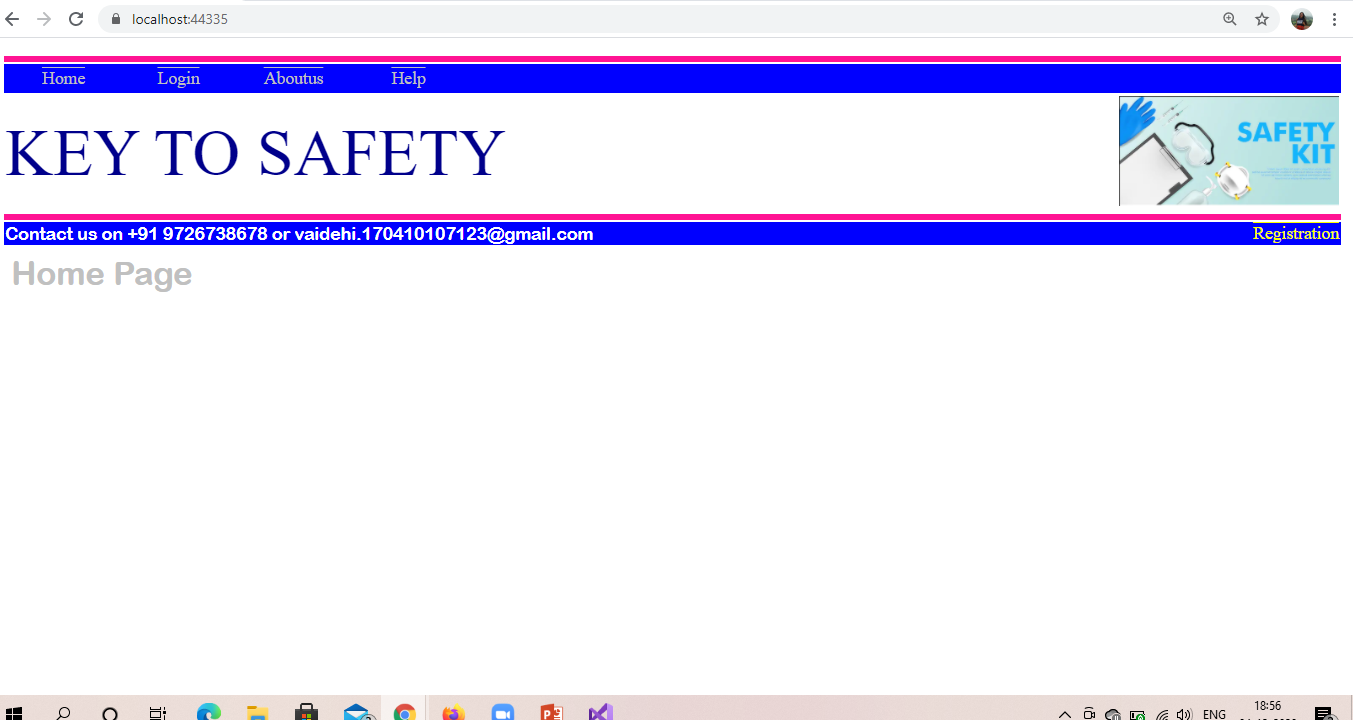 localhost:44335
Home Login Aboutus Help
KEY TO SAFETY
SAFETY
KIT
Contact us on +91 9726738678 or vaidehi.170410107123@gmail.com
Registration
Home Page
18:56
ENG